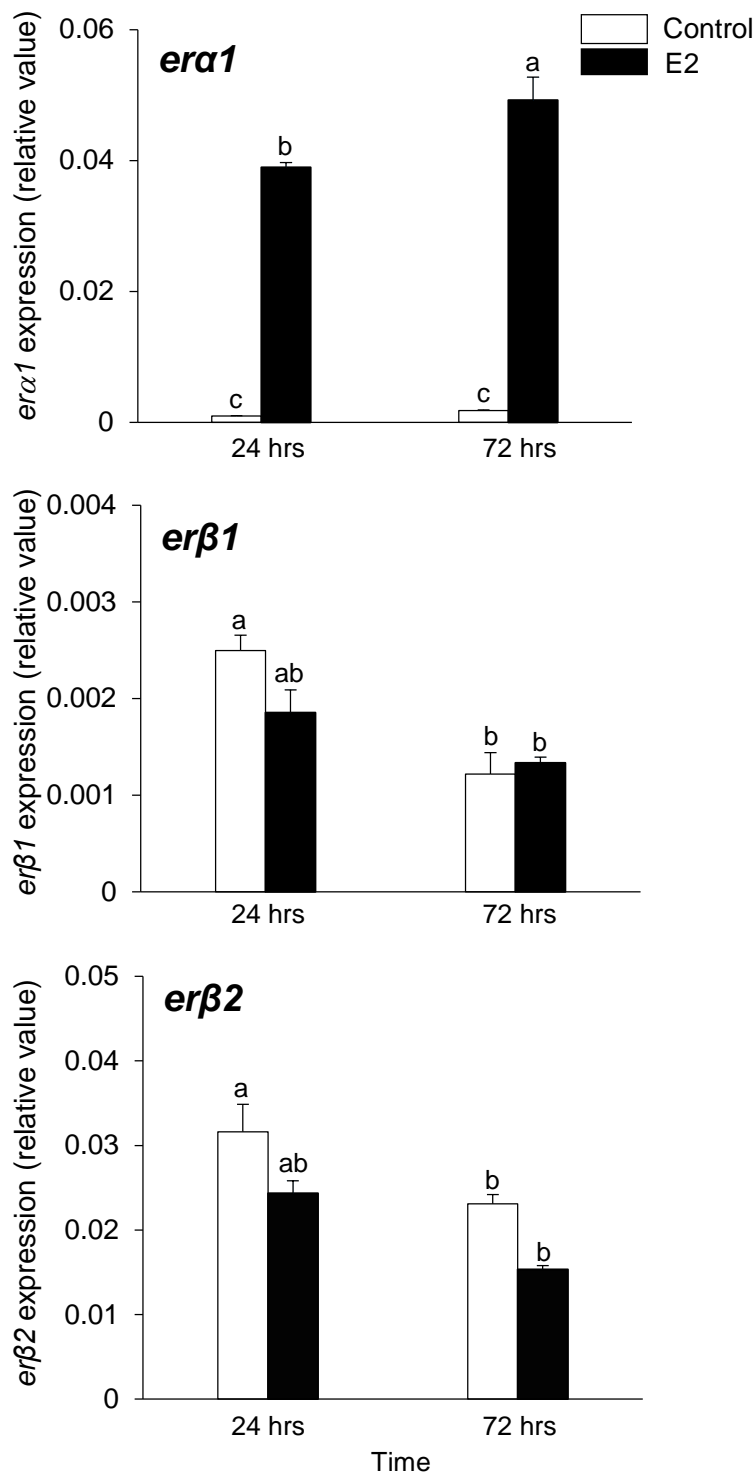 Control
E2
erα1
erα1 expression (relative value)
0.06
0.04
0.02
0
c
b
c
a
24 hrs
72 hrs
erβ1
erβ1 expression (relative value)
0.004
0.003
0.002
0.001
0
a
ab
b
b
24 hrs
72 hrs
erβ2
erβ2 expression (relative value)
0.05
0.04
0.03
0.02
0.01
0
a
ab
b
b
24 hrs
72 hrs
Time